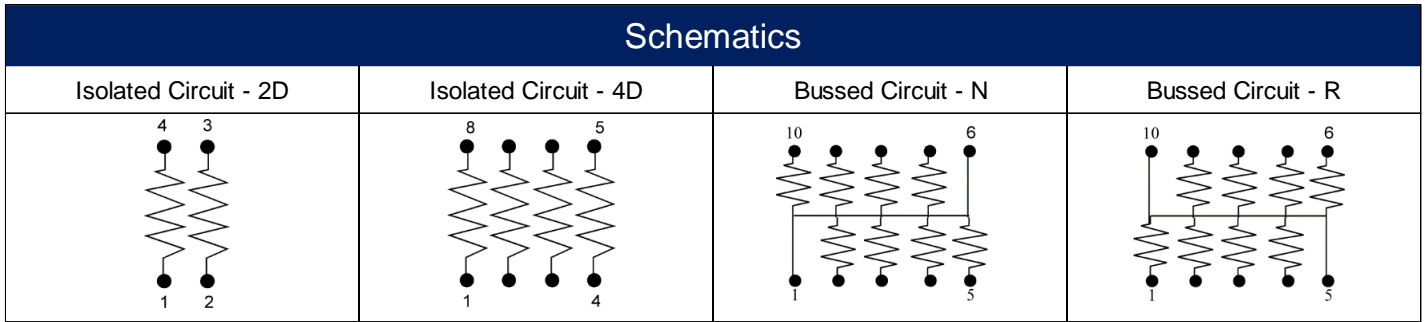 Schematics
Isolated Circuit - 2D
Isolated Circuit - 4D
Bussed Circuit - N
Bussed Circuit - R
4 3
1 2
8 5
1 4
10 6
1 5
10 6
1 5